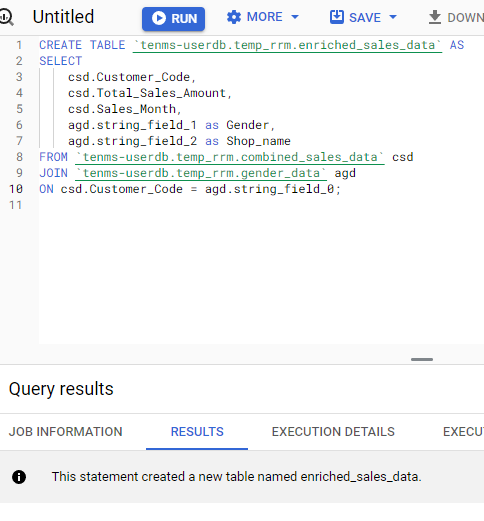 Untitled RUN MORE SAVE DOWN
1 CREATE TABLE `tenms-userdb.temp_rrm.enriched_sales_data` AS
2 SELECT
3 csd.Customer_Code,
4 csd.Total_Sales_Amount,
5 csd.Sales_Month,
6 agd.string_field_1 as Gender,
7 agd.string_field_2 as Shop_name
8 FROM `tenms-userdb.temp_rrm.combined_sales_data` csd
9 JOIN `tenms-userdb.temp_rrm.gender_data` agd
10 ON csd.Customer_Code = agd.string_field_0;
11
Query results
JOB INFORMATION RESULTS EXECUTION DETAILS EXECU
This statement created a new table named enriched_sales_data.